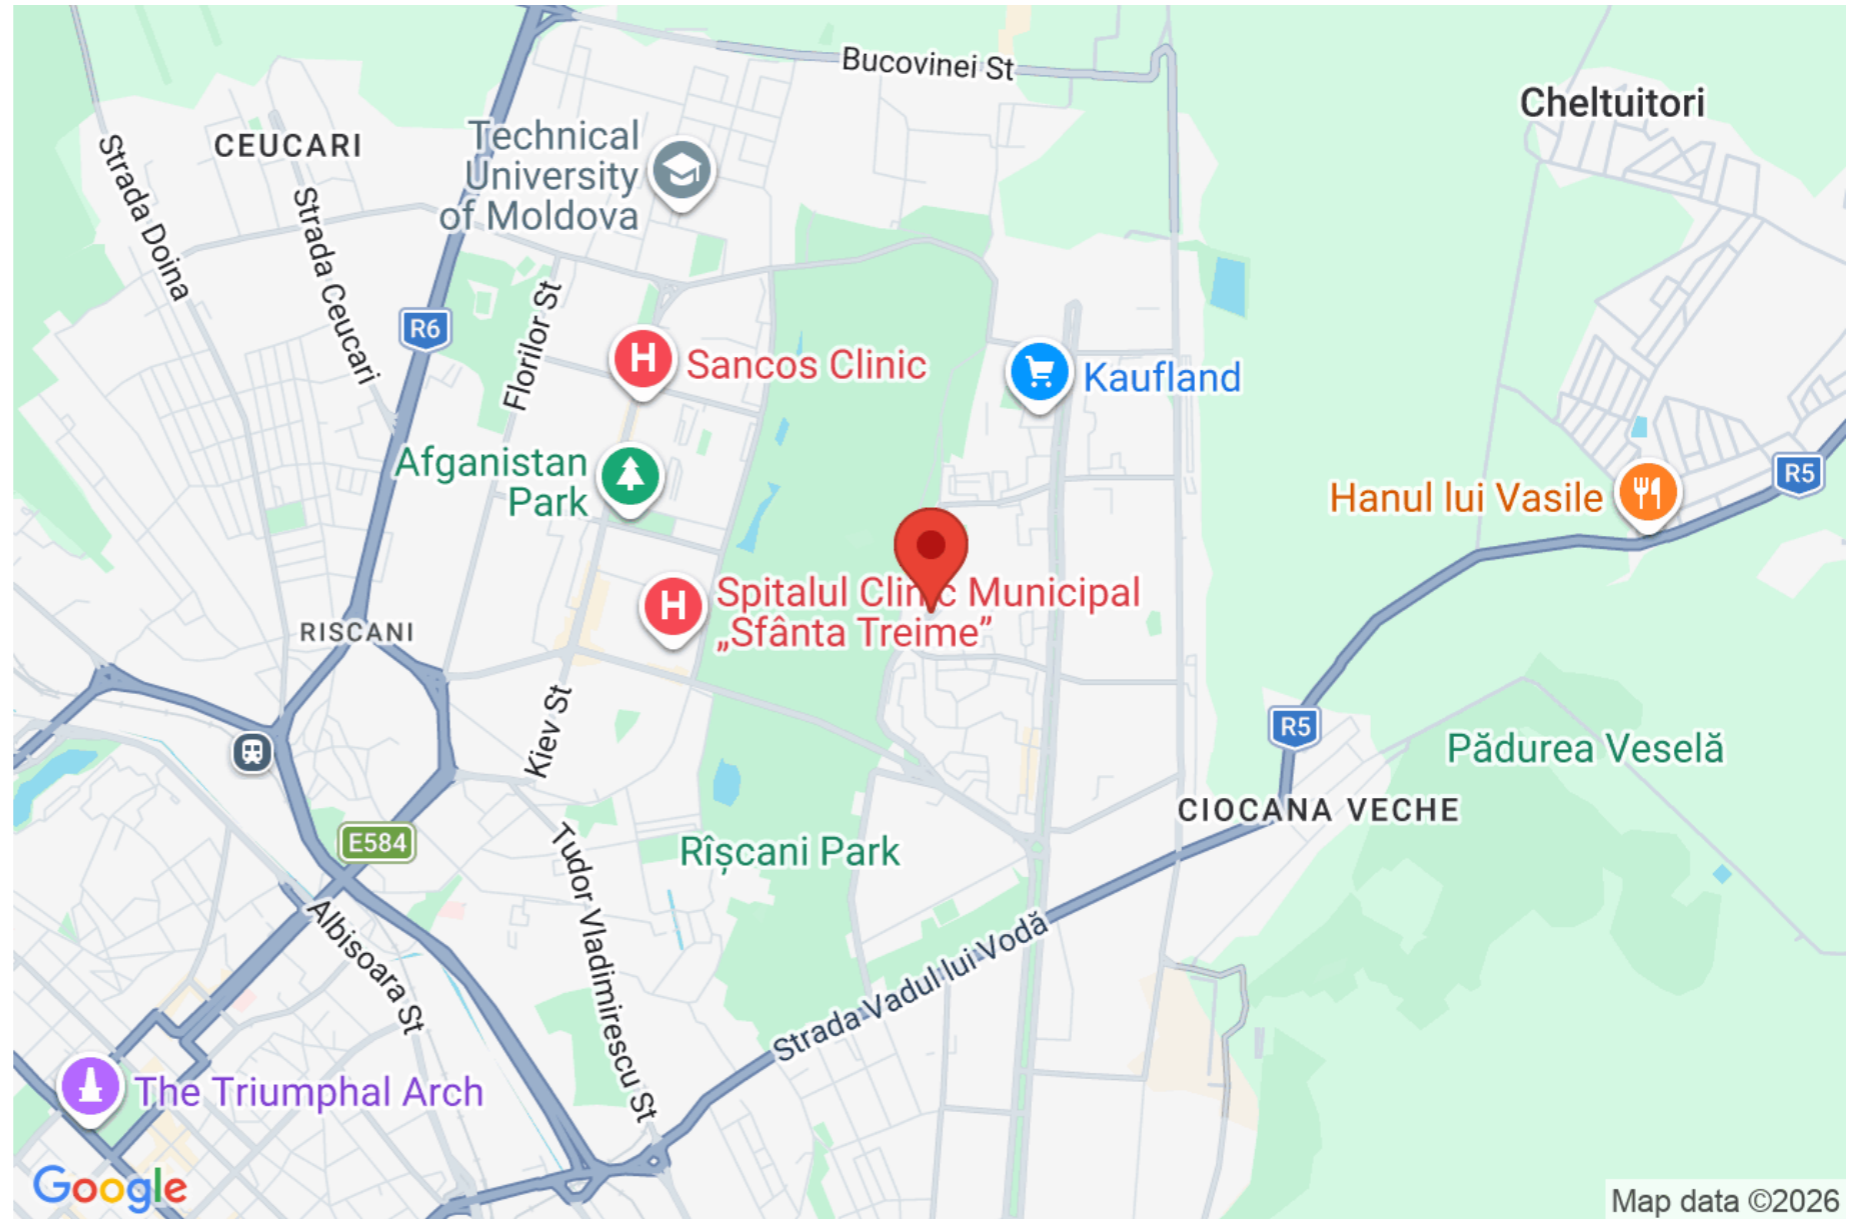 Bucovinei St
Cheltuitori
CEUCARI
Technical
University
of Moldova
Strada Doina
Strada Ceucari
R6
Florilor St
Sancos Clinic
Kaufland
Afganistan
Park
Hanul lui Vasile
R5
Spitalul Clinic Municipal
„Sfânta Treime”
RISCANI
Kiev St
R5
Pădurea Veselă
CIOCANA VECHE
E584
Rîșcani Park
Tudor Vladimirescu St
Albisoara St
Strada Vadul lui Vodă
The Triumphal Arch
Google
Map data ©2026